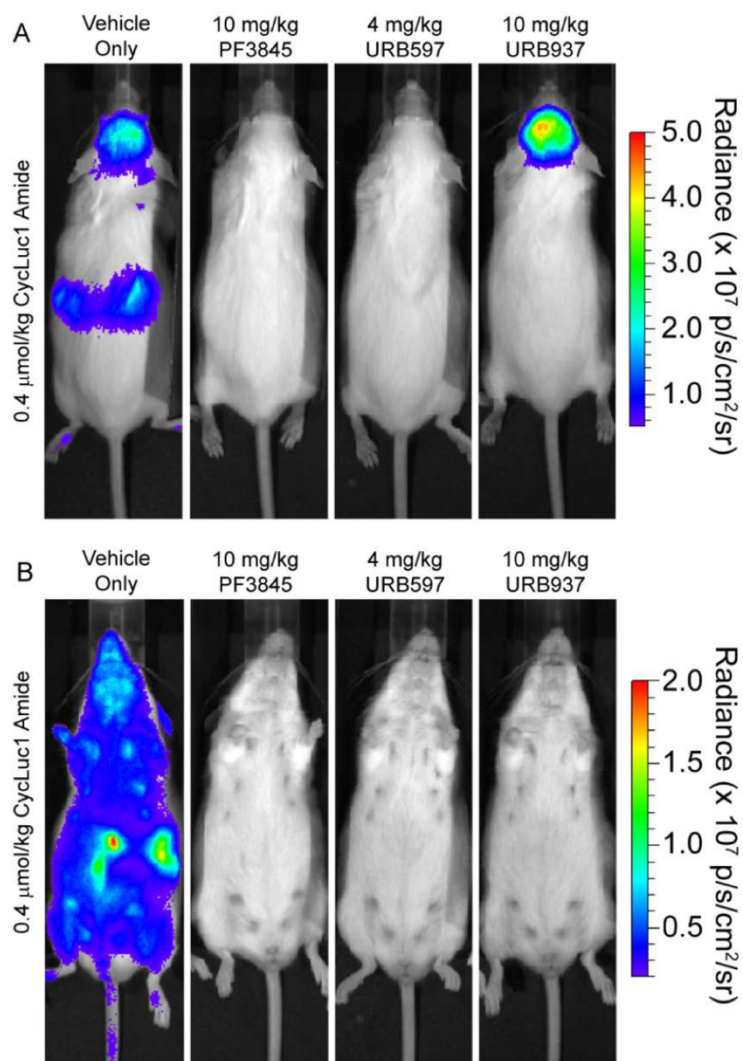 A
Vehicle
Only
10 mg/kg
PF3845
4 mg/kg
URB597
10 mg/kg
URB937
0.4 μmol/kg CycLuc1 Amide
5.0
4.0
3.0
2.0
1.0
Radiance (x 10⁷ p/s/cm²/sr)
B
Vehicle
Only
10 mg/kg
PF3845
4 mg/kg
URB597
10 mg/kg
URB937
0.4 μmol/kg CycLuc1 Amide
2.0
1.5
1.0
0.5
Radiance (x 10⁷ p/s/cm²/sr)